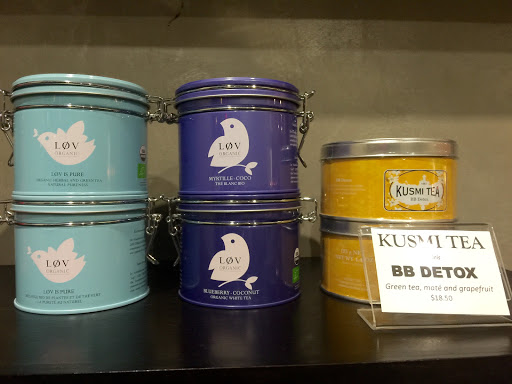 LØV
ORGANIC
LØV IS PURE
LØV
ORGANIC
LØV IS PURE
LØV
ORGANIC
MYRTILLE - COCO
THÉ BLANC BIO
LØV
ORGANIC
BLUEBERRY - COCONUT
ORGANIC WHITE TEA
KUSMI TEA
BB Detox
KUSMI TEA
BB DETOX
Green tea, maté and grapefruit
$18.50